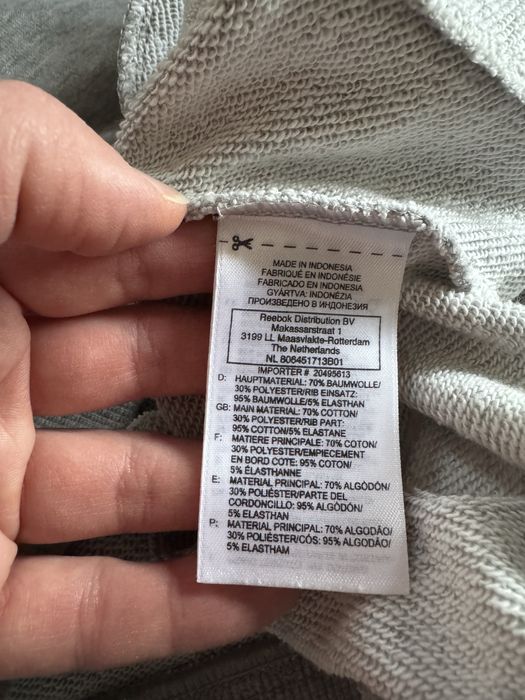 MADE IN INDONESIA
FABRIQUÉ EN INDONÉSIE
FABRICADO EN INDONESIA
GYÁRTVA: INDONÉZIA
ПРОИЗВЕДЕНО В ИНДОНЕЗИЯ
Reebok Distribution BV
Makassarstraat 1
3199 LL Maasvlakte-Rotterdam
The Netherlands
NL 806451713B01
IMPORTER # 20495613
D: HAUPTMATERIAL: 70% BAUMWOLLE/
30% POLYESTER/RIB EINSATZ:
95% BAUMWOLLE/5% ELASTHAN
GB: MAIN MATERIAL: 70% COTTON/
30% POLYESTER/RIB PART:
95% COTTON/5% ELASTANE
F: MATIERE PRINCIPALE: 70% COTON/
30% POLYESTER/EMPIECEMENT
EN BORD COTE: 95% COTON/
5% ÉLASTHANNE
E: MATERIAL PRINCIPAL: 70% ALGODÓN/
30% POLIÉSTER/PARTE DEL
CORDONCILLO: 95% ALGÓDÓN/
5% ELASTHAN
P: MATERIAL PRINCIPAL: 70% ALGODÃO/
30% POLIÉSTER/CÓS: 95% ALGODÃO/
5% ELASTHAM